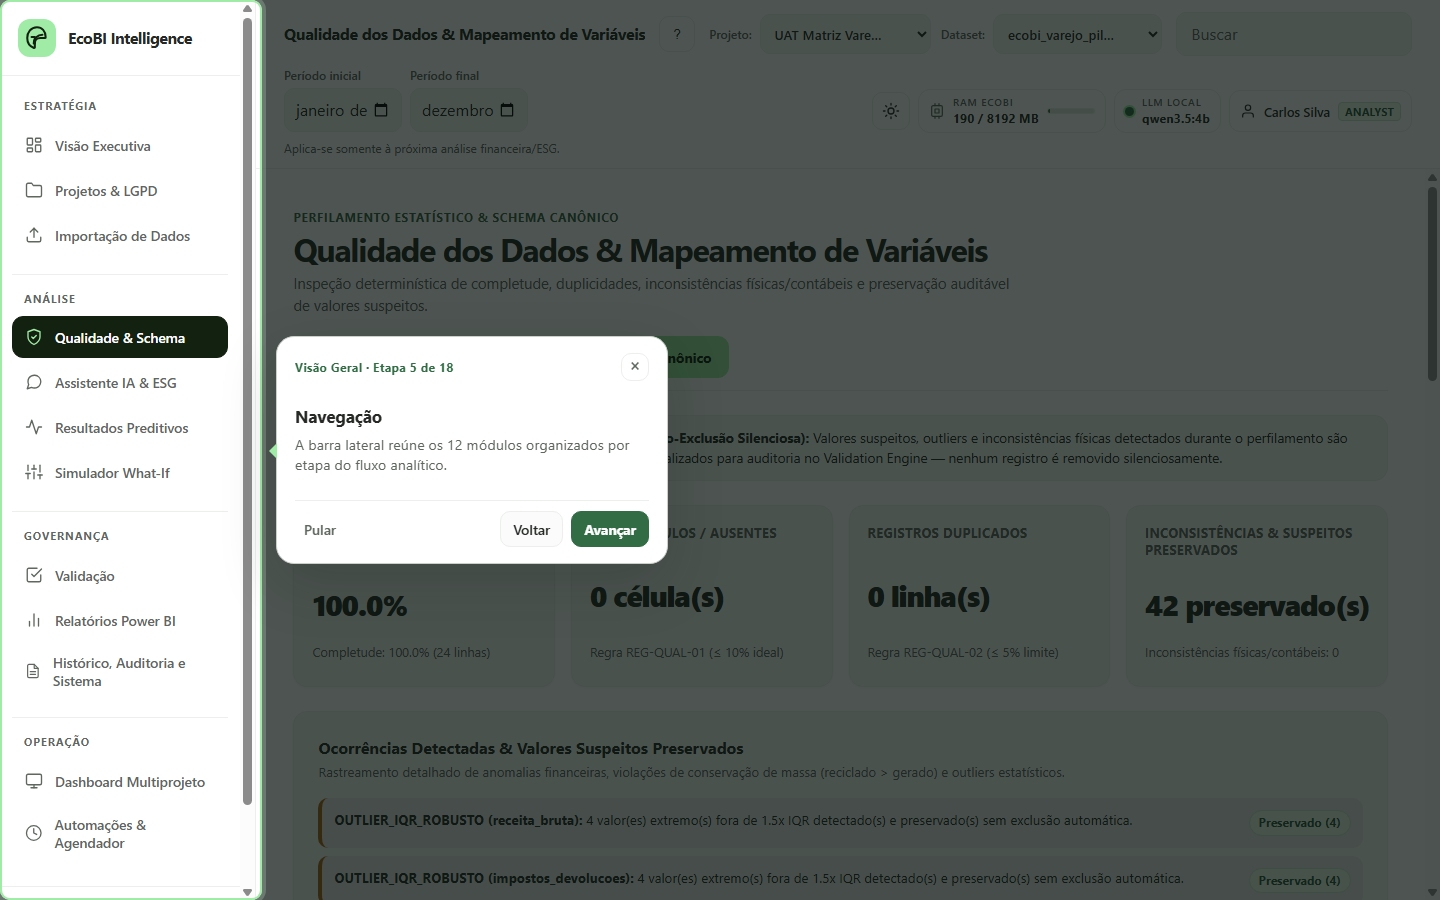 EcoBI Intelligence
ESTRATÉGIA
Visão Executiva
Projetos & LGPD
Importação de Dados
ANÁLISE
Qualidade & Schema
Assistente IA & ESG
Resultados Preditivos
Simulador What-If
GOVERNANÇA
Validação
Relatórios Power BI
Histórico, Auditoria e
Sistema
OPERAÇÃO
Dashboard Multiprojeto
Automações &
Agendador
Qualidade dos Dados & Mapeamento de Variáveis
?
Projeto:
UAT Matriz Vare...
Dataset:
ecobi_varejo_pil...
Buscar
Período inicial
Período final
janeiro de
dezembro
RAM ECOBI
190 / 8192 MB
LLM LOCAL
qwen3.5:4b
Carlos Silva
ANALYST
Aplica-se somente à próxima análise financeira/ESG.
PERFILAMENTO ESTATÍSTICO & SCHEMA CANÔNICO
Qualidade dos Dados & Mapeamento de Variáveis
Inspeção determinística de completude, duplicidades, inconsistências físicas/contábeis e preservação auditável
de valores suspeitos.
nônico
Visão Geral · Etapa 5 de 18
×
Navegação
A barra lateral reúne os 12 módulos organizados por
etapa do fluxo analítico.
Pular
Voltar
Avançar
o-Exclusão Silenciosa): Valores suspeitos, outliers e inconsistências físicas detectados durante o perfilamento são
alizados para auditoria no Validation Engine — nenhum registro é removido silenciosamente.
100.0%
Completude: 100.0% (24 linhas)
LOS / AUSENTES
0 célula(s)
Regra REG-QUAL-01 (≤ 10% ideal)
REGISTROS DUPLICADOS
0 linha(s)
Regra REG-QUAL-02 (≤ 5% limite)
INCONSISTÊNCIAS & SUSPEITOS
PRESERVADOS
42 preservado(s)
Inconsistências físicas/contábeis: 0
Ocorrências Detectadas & Valores Suspeitos Preservados
Rastreamento detalhado de anomalias financeiras, violações de conservação de massa (reciclado > gerado) e outliers estatísticos.
OUTLIER_IQR_ROBUSTO (receita_bruta): 4 valor(es) extremo(s) fora de 1.5x IQR detectado(s) e preservado(s) sem exclusão automática.
Preservado (4)
OUTLIER_IQR_ROBUSTO (impostos_devolucoes): 4 valor(es) extremo(s) fora de 1.5x IQR detectado(s) e preservado(s) sem exclusão automática.
Preservado (4)